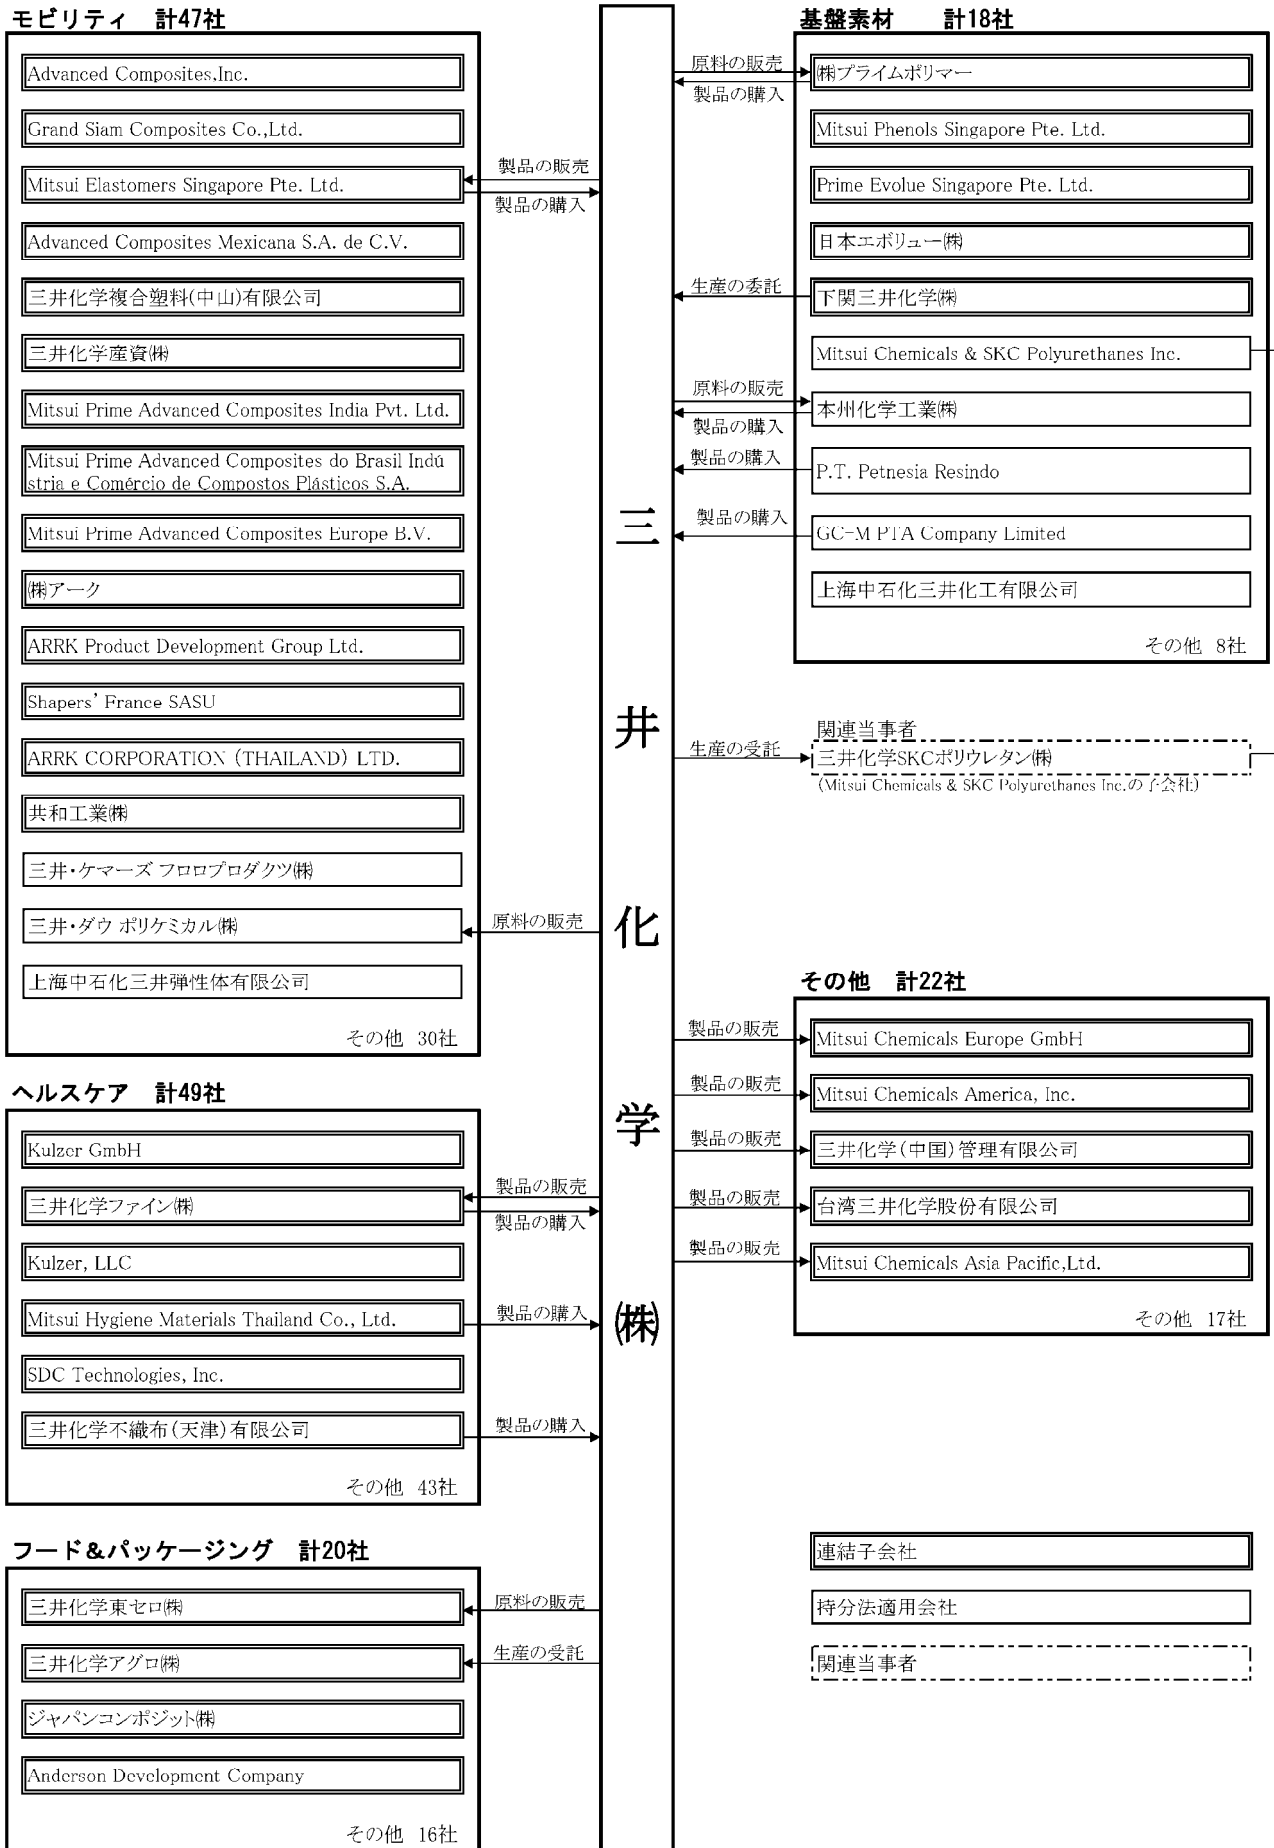 モビリティ 計47社
Advanced Composites,Inc.
Grand Siam Composites Co.,Ltd.
Mitsui Elastomers Singapore Pte. Ltd.
製品の販売
製品の購入
Advanced Composites Mexicana S.A. de C.V.
三井化学複合塑料(中山)有限公司
三井化学産資㈱
Mitsui Prime Advanced Composites India Pvt. Ltd.
Mitsui Prime Advanced Composites do Brasil Indú
stria e Comércio de Compostos Plásticos S.A.
Mitsui Prime Advanced Composites Europe B.V.
㈱アーク
ARRK Product Development Group Ltd.
Shapers' France SASU
ARRK CORPORATION (THAILAND) LTD.
共和工業㈱
三井・ケマーズ フロロプロダクツ㈱
三井・ダウ ポリケミカル㈱
原料の販売
上海中石化三井弾性体有限公司
その他 30社
ヘルスケア 計49社
Kulzer GmbH
三井化学ファイン㈱
製品の販売
製品の購入
Kulzer, LLC
Mitsui Hygiene Materials Thailand Co., Ltd.
製品の購入
SDC Technologies, Inc.
三井化学不織布(天津)有限公司
製品の購入
その他 43社
フード&パッケージング 計20社
三井化学東セロ㈱
原料の販売
三井化学アグロ㈱
生産の受託
ジャパンコンポジット㈱
Anderson Development Company
その他 16社
三井化学㈱
基盤素材 計18社
原料の販売
製品の購入
㈱プライムポリマー
Mitsui Phenols Singapore Pte. Ltd.
Prime Evolue Singapore Pte. Ltd.
日本エボリュー㈱
生産の委託
下関三井化学㈱
Mitsui Chemicals & SKC Polyurethanes Inc.
原料の販売
製品の購入
本州化学工業㈱
製品の購入
P.T. Petnesia Resindo
製品の購入
GC-M PTA Company Limited
上海中石化三井化工有限公司
その他 8社
関連当事者
生産の受託
三井化学SKCポリウレタン㈱
(Mitsui Chemicals & SKC Polyurethanes Inc.の子会社)
その他 計22社
製品の販売
Mitsui Chemicals Europe GmbH
製品の販売
Mitsui Chemicals America, Inc.
製品の販売
三井化学(中国)管理有限公司
製品の販売
台湾三井化学股份有限公司
製品の販売
Mitsui Chemicals Asia Pacific,Ltd.
その他 17社
連結子会社
持分法適用会社
関連当事者